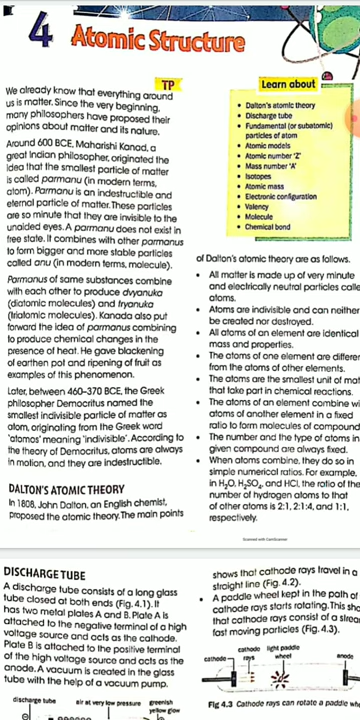 4 Atomic Structure
TP
We already know that everything around
us is matter. Since the very beginning,
many philosophers have proposed their
opinions about matter and its nature.
Around 600 BCE, Maharishi Kanad, a
great Indian philosopher, originated the
idea that the smallest particle of matter
is called parmanu (in modern terms,
atom). Parmanu is an indestructible and
eternal particle of matter. These particles
are so minute that they are invisible to the
unaided eyes. A parmanu does not exist in
free state. It combines with other parmanus
to form bigger and more stable particles
called anu (in modern terms, molecule).
Parmanus of same substances combine
with each other to produce dvyanuka
(diatomic molecules) and tryanuka
(triatomic molecules). Kanada also put
forward the idea of parmanus combining
to produce chemical changes in the
presence of heat. He gave blackening
of earthen pot and ripening of fruit as
examples of this phenomenon.
Later, between 460-370 BCE, the Greek
philosopher Democritus named the
smallest indivisible particle of matter as
atom, originating from the Greek word
'atomos' meaning 'indivisible'. According to
the theory of Democritus, atoms are always
in motion, and they are indestructible.
DALTON'S ATOMIC THEORY
In 1808, John Dalton, an English chemist,
proposed the atomic theory. The main points
Learn about
• Dalton's atomic theory
• Discharge tube
• Fundamental (or subatomic)
particles of atom
• Atomic models
• Atomic number 'Z'
• Mass number 'A'
• Isotopes
• Atomic mass
• Electronic configuration
• Valency
• Molecule
• Chemical bond
of Dalton's atomic theory are as follows.
• All matter is made up of very minute
and electrically neutral particles calle
atoms.
• Atoms are indivisible and can neither
be created nor destroyed.
• All atoms of an element are identical
mass and properties.
• The atoms of one element are differen
from the atoms of other elements.
• The atoms are the smallest unit of mat
that take part in chemical reactions.
• The atoms of an element combine wi
atoms of another element in a fixed
ratio to form molecules of compound
• The number and the type of atoms in
given compound are always fixed.
• When atoms combine, they do so in
simple numerical ratios. For example,
in H₂O, H₂SO₄, and HCl, the ratio of the
number of hydrogen atoms to that
of other atoms is 2:1, 2:1:4, and 1:1,
respectively.
Scanned with CamScanner
DISCHARGE TUBE
A discharge tube consists of a long glass
tube closed at both ends (Fig. 4.1). It
has two metal plates A and B. Plate A is
attached to the negative terminal of a high
voltage source and acts as the cathode.
Plate B is attached to the positive terminal
of the high voltage source and acts as the
anode. A vacuum is created in the glass
tube with the help of a vacuum pump.
discharge tube air at very low pressure greenish
yellow glow
shows that cathode rays travel in a
straight line (Fig. 4.2).
• A paddle wheel kept in the path of
cathode rays starts rotating. This sho
that cathode rays consist of a strea
fast moving particles (Fig. 4.3).
cathode light paddle
cathode rays wheel anode
Fig 4.3 Cathode rays can rotate a paddle whe